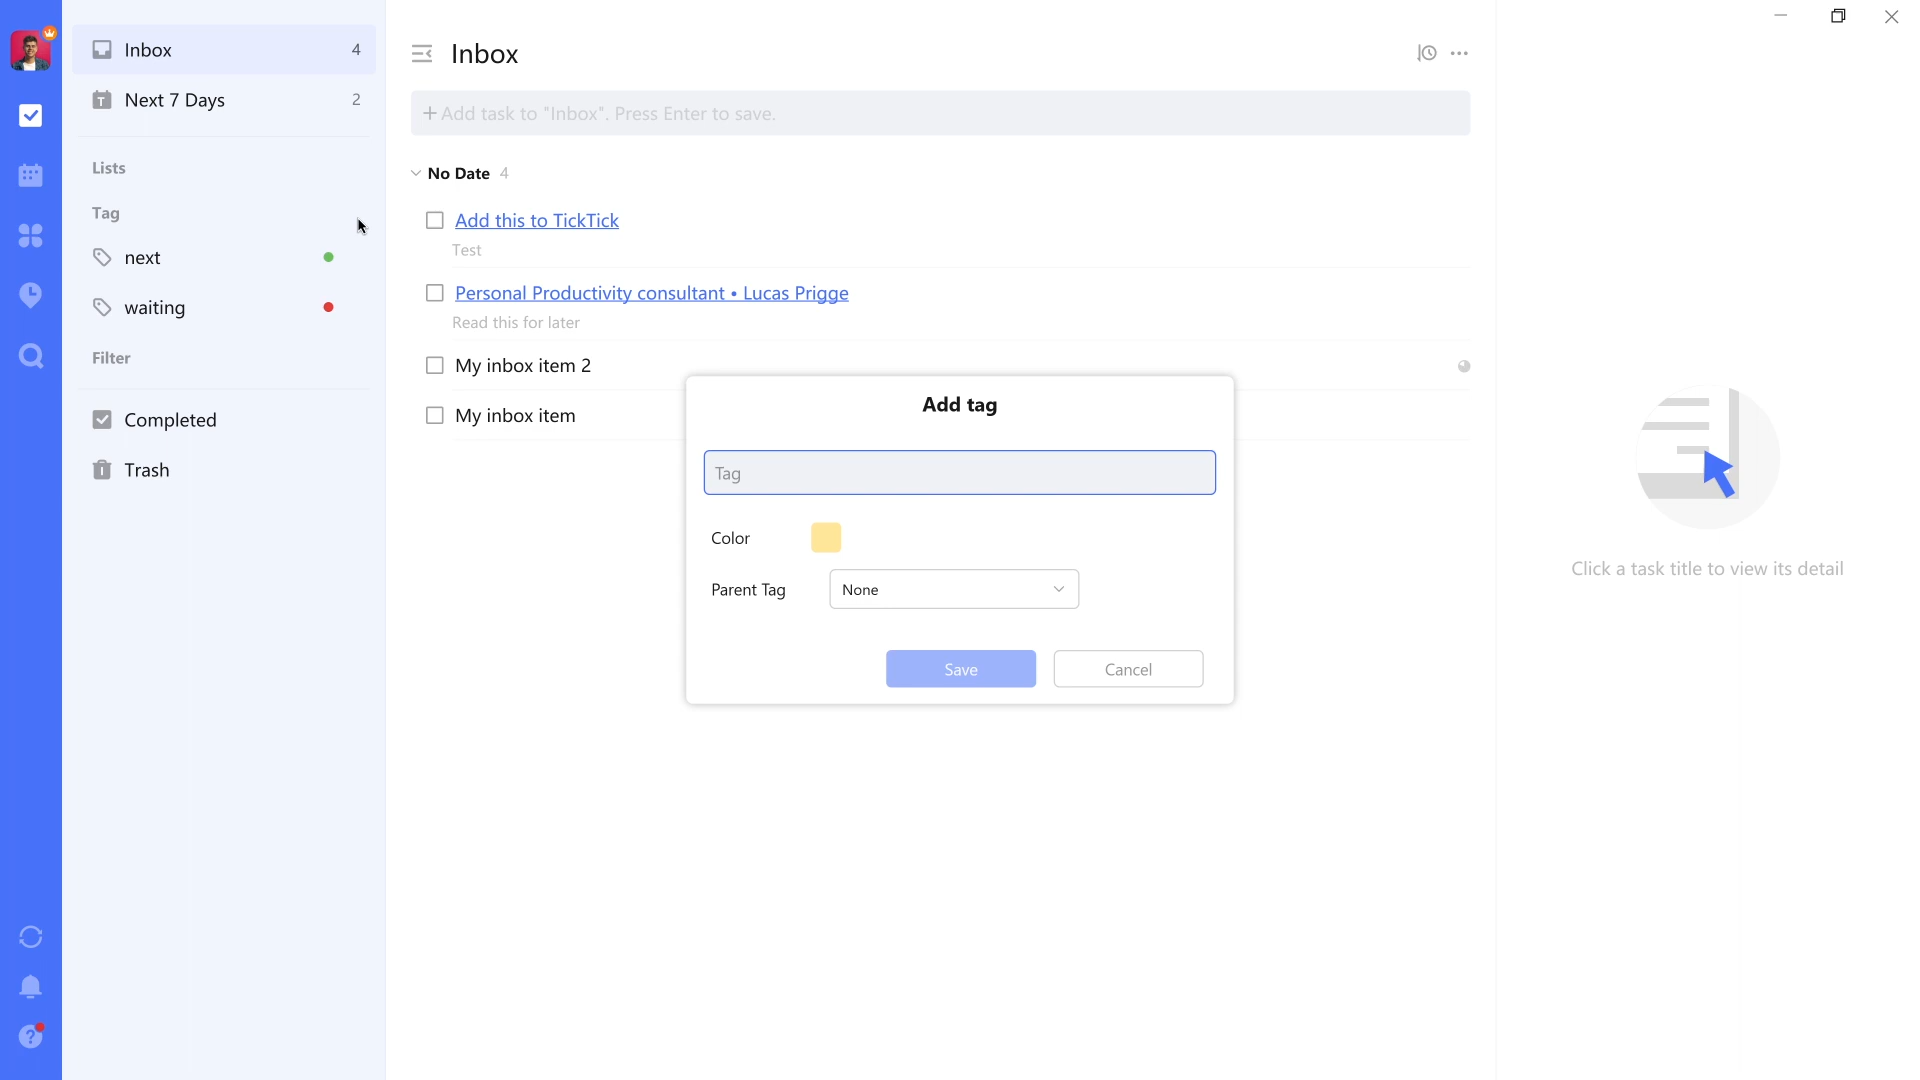 Inbox 4
Next 7 Days 2
Lists
Tag
next
waiting
Filter
Completed
Trash
Inbox
Add task to "Inbox". Press Enter to save.
No Date 4
Add this to TickTick
Test
Personal Productivity consultant • Lucas Prigge
Read this for later
My inbox item 2
My inbox item
Add tag
Tag
Color
Parent Tag None
Save Cancel
Click a task title to view its detail